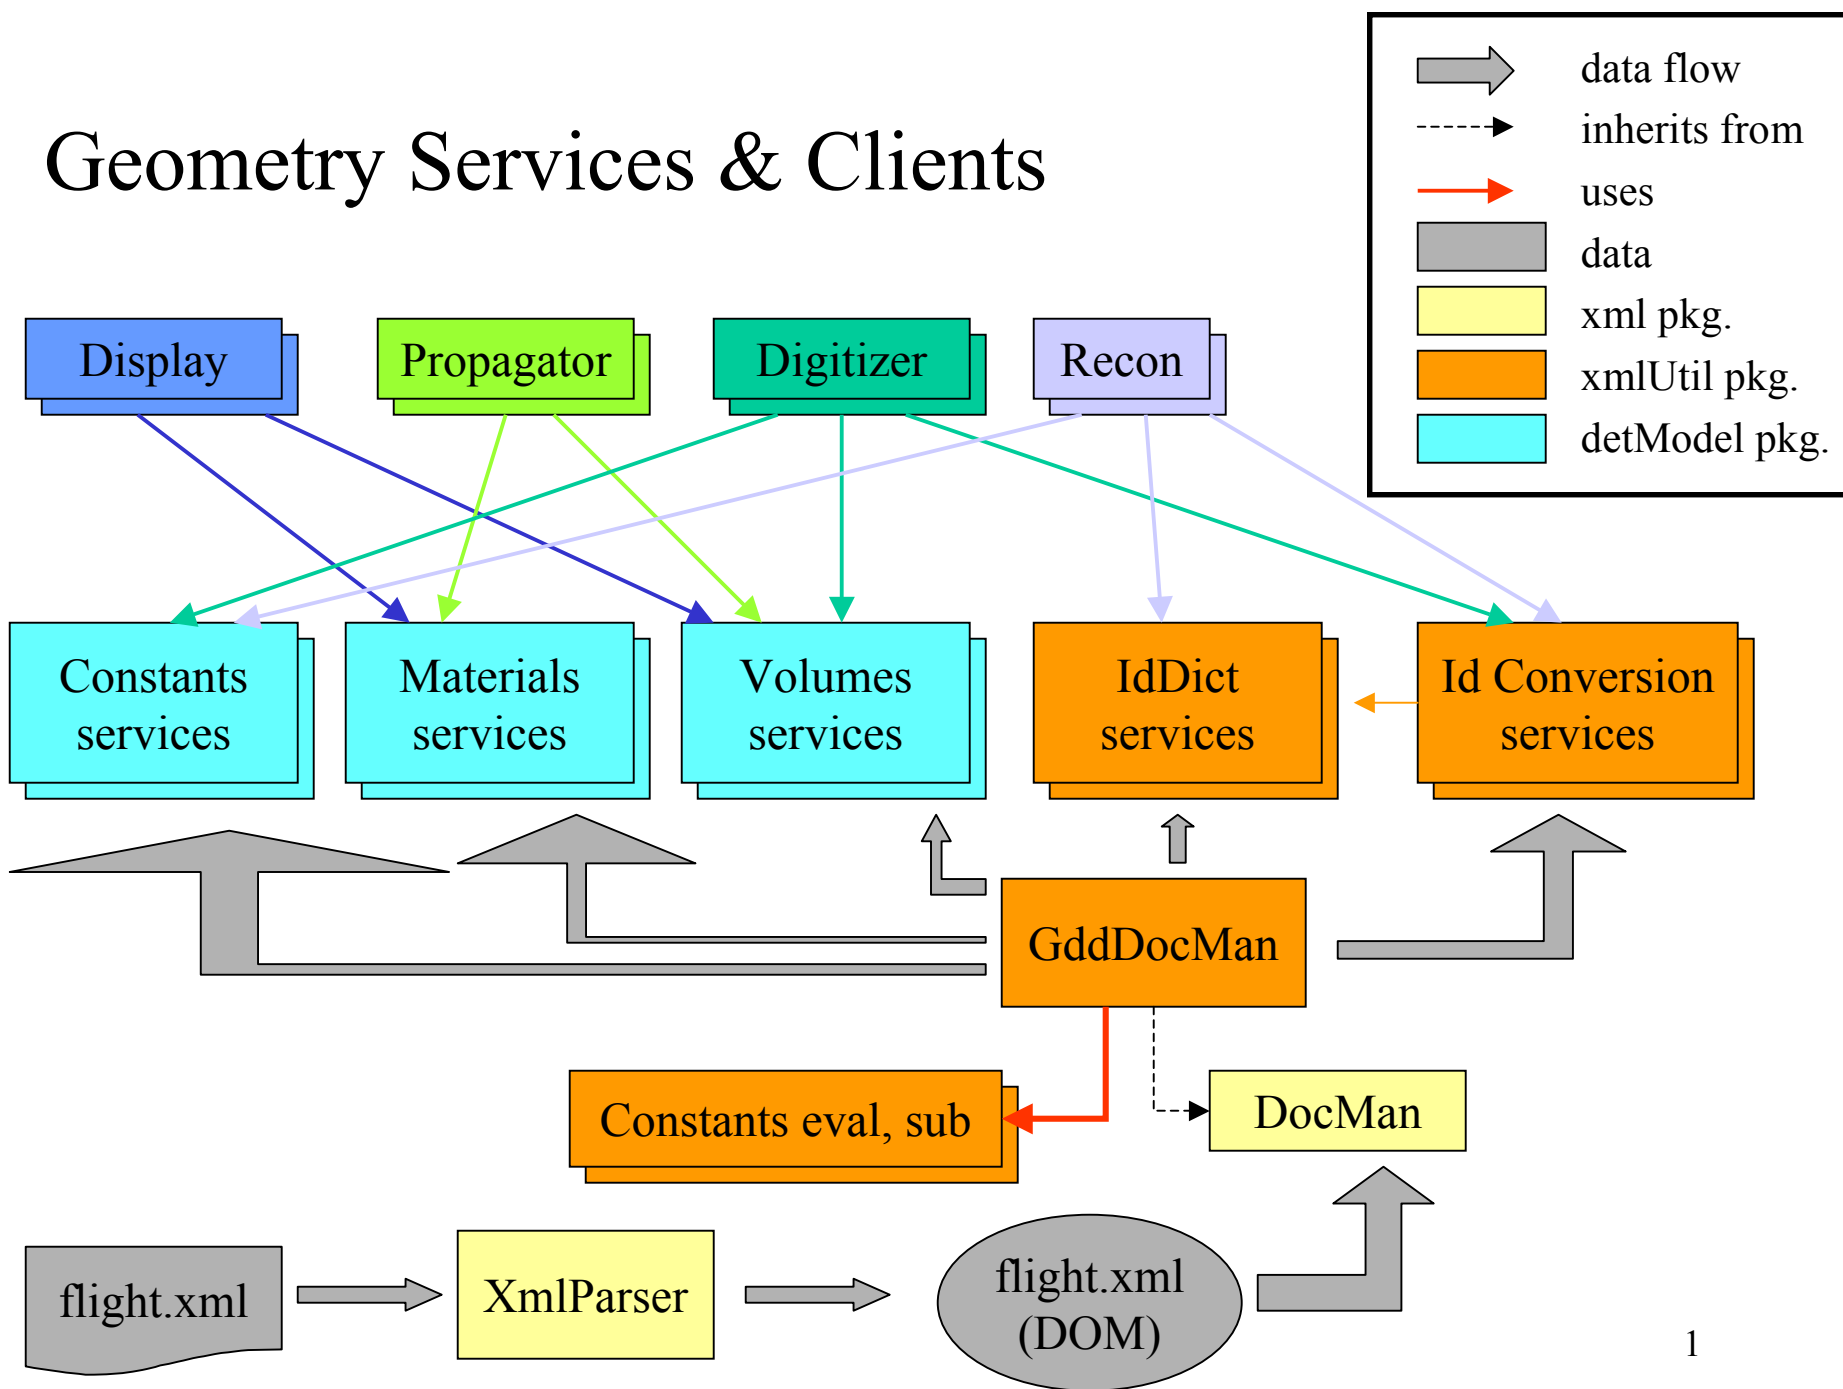 Geometry Services & Clients
data flow
inherits from
uses
data
xml pkg.
xmlUtil pkg.
detModel pkg.
Display
Propagator
Digitizer
Recon
Constants
services
Materials
services
Volumes
services
IdDict
services
Id Conversion
services
GddDocMan
Constants eval, sub
DocMan
flight.xml
XmlParser
flight.xml
(DOM)
1